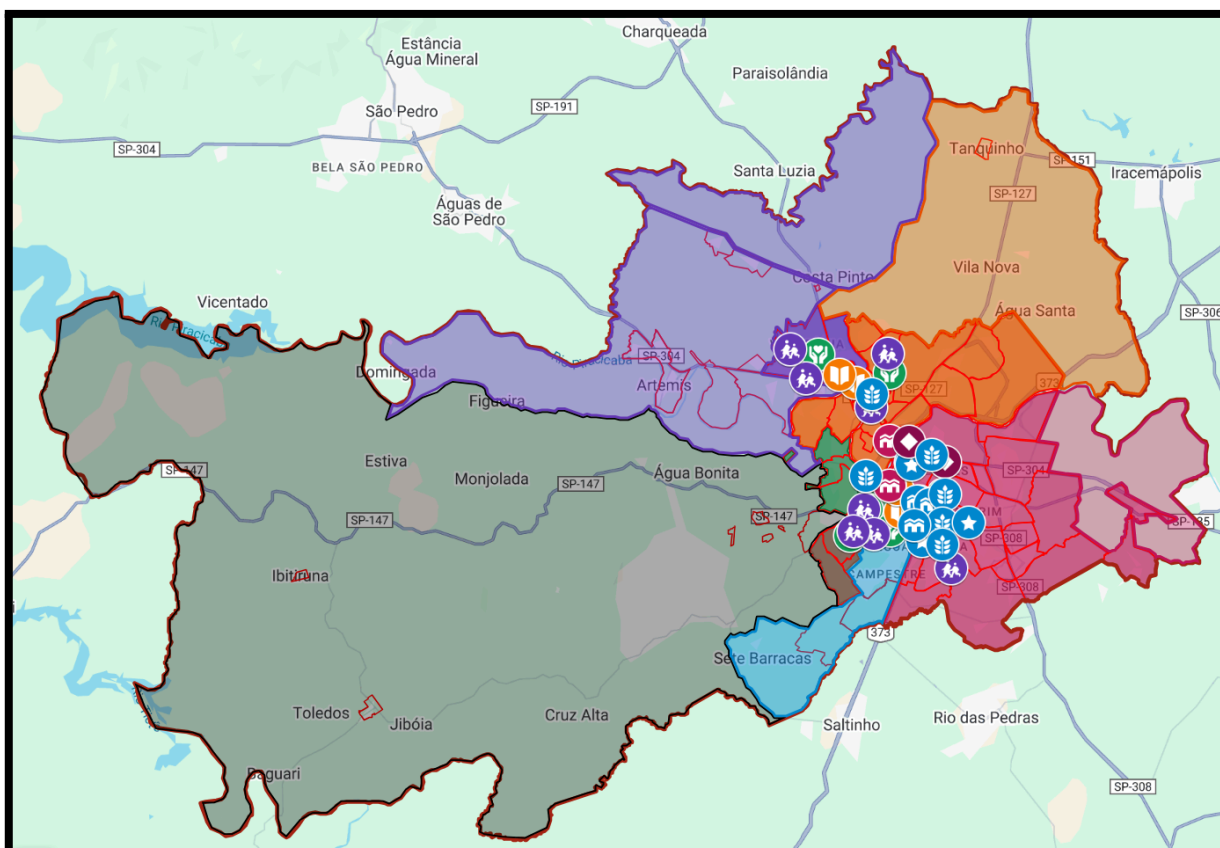 Charqueada
Estância
Água Mineral
Paraisolândia
SP-191
São Pedro
SP-304
Tanquinho
SP-151
BELA SÃO PEDRO
Santa Luzia
Iracemápolis
SP-127
Águas de
São Pedro
Vila Nova
Costa Pinto
Vicentado
Água Santa
SP-306
SP-304
Domingada
373
Artemis
SP-127
Figueira
Estiva
Água Bonita
SP-304
SP-147
Monjolada
SP-147
SP-147
SP-147
SP-308
Ibitiruna
CAMPESTRE
SP-308
373
Sete Barracas
Toledos
Jibóia
Cruz Alta
Saltinho
Rio das Pedras
Baguari
SP-308